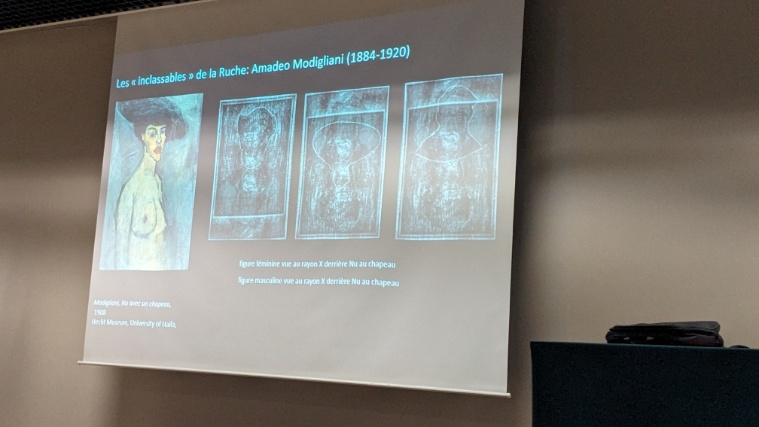 Les « inclassables » de la Ruche: Amadeo Modigliani (1884-1920)
figure féminine vue au rayon X derrière Nu au chapeau
figure masculine vue au rayon X derrière Nu au chapeau
Modigliani, Nu avec un chapeau,
1908
Hecht Museum, University of Haifa,